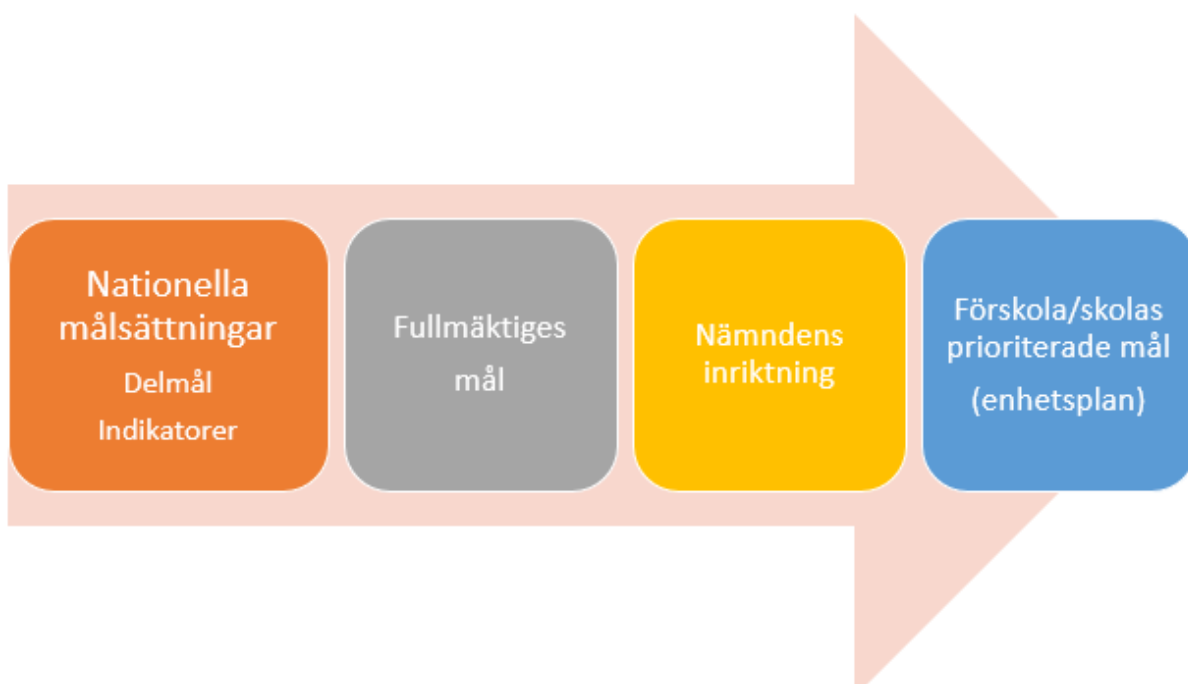 Nationella
målsättningar
Delmål
Indikatorer
Fullmäktiges
mål
Nämndens
inriktning
Förskola/skolas
prioriterade mål
(enhetsplan)